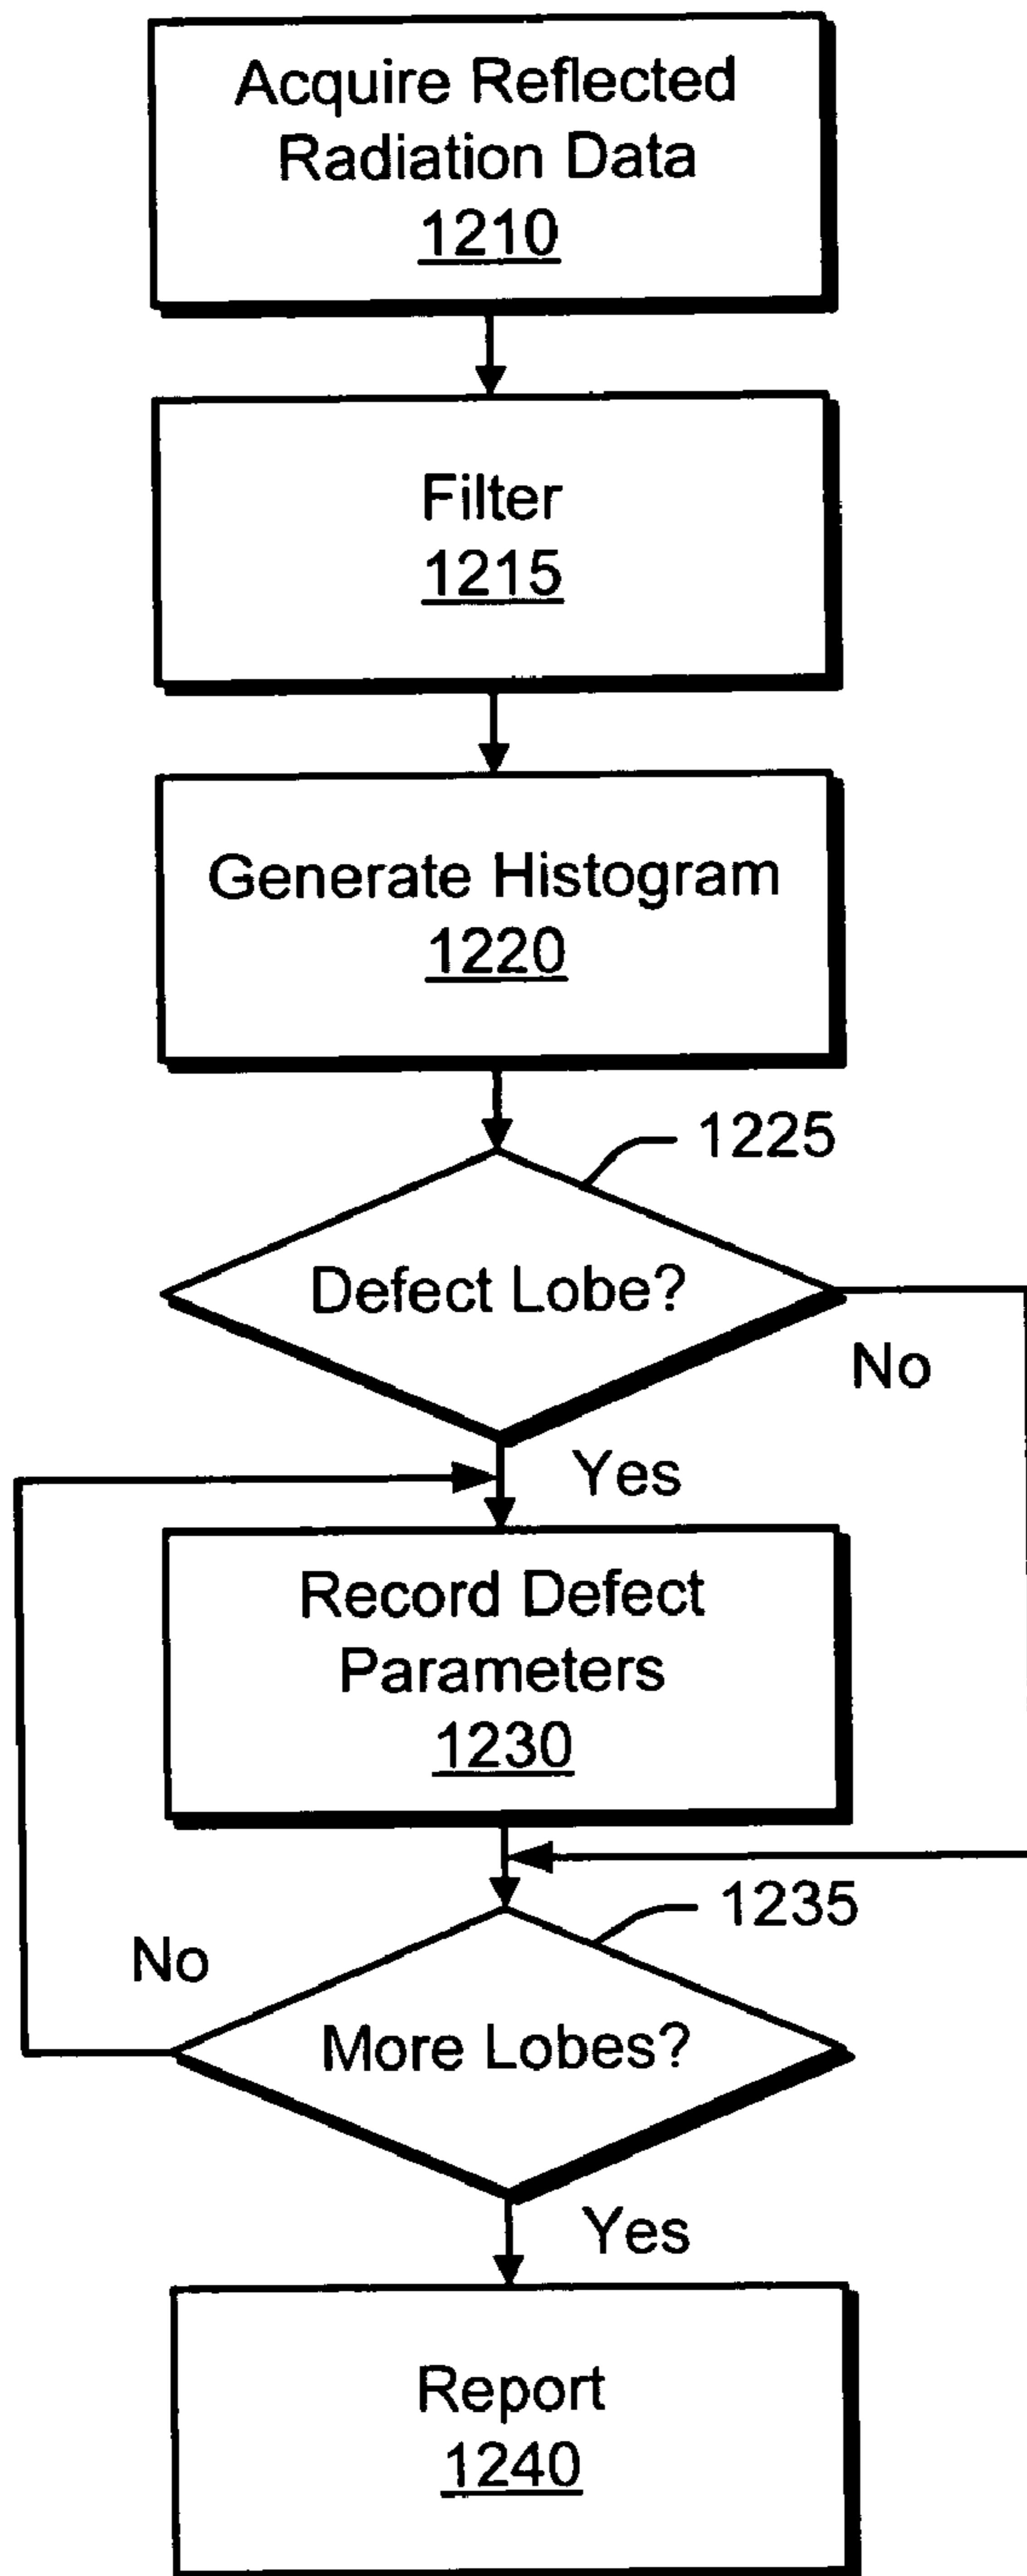 Acquire Reflected
Radiation Data
1210
Filter
1215
Generate Histogram
1220
1225
Defect Lobe?
No
Yes
Record Defect
Parameters
1230
1235
No
More Lobes?
Yes
Report
1240